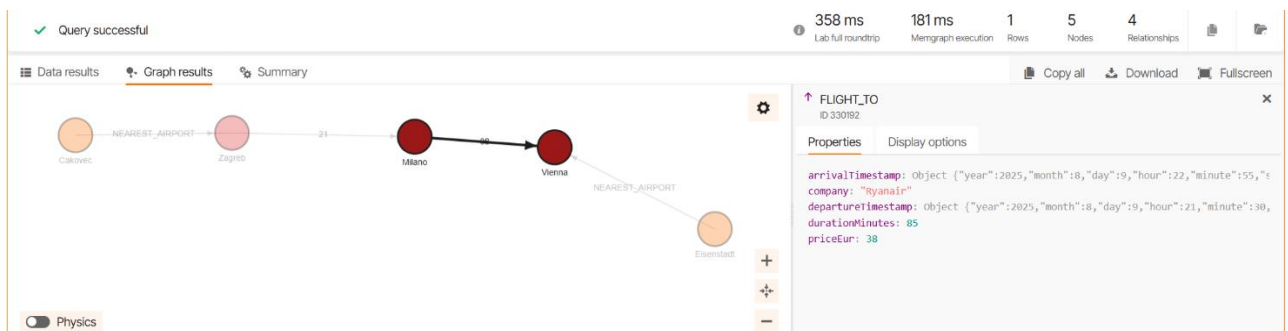 Query successful
358 ms
Lab full roundtrip
181 ms
Memgraph execution
1
Rows
5
Nodes
4
Relationships
Data results
Graph results
Summary
Copy all
Download
Fullscreen
NEAREST_AIRPORT
21
Cakovec
Zagreb
Milano
Vienna
NEAREST_AIRPORT
Eisenstadt
Physics
FLIGHT_TO
ID 330192
Properties
Display options
arrivalTimestamp: Object {"year":2025,"month":8,"day":9,"hour":22,"minute":55,"s
company: "Ryanair"
departureTimestamp: Object {"year":2025,"month":8,"day":9,"hour":21,"minute":30,
durationMinutes: 85
priceEur: 38